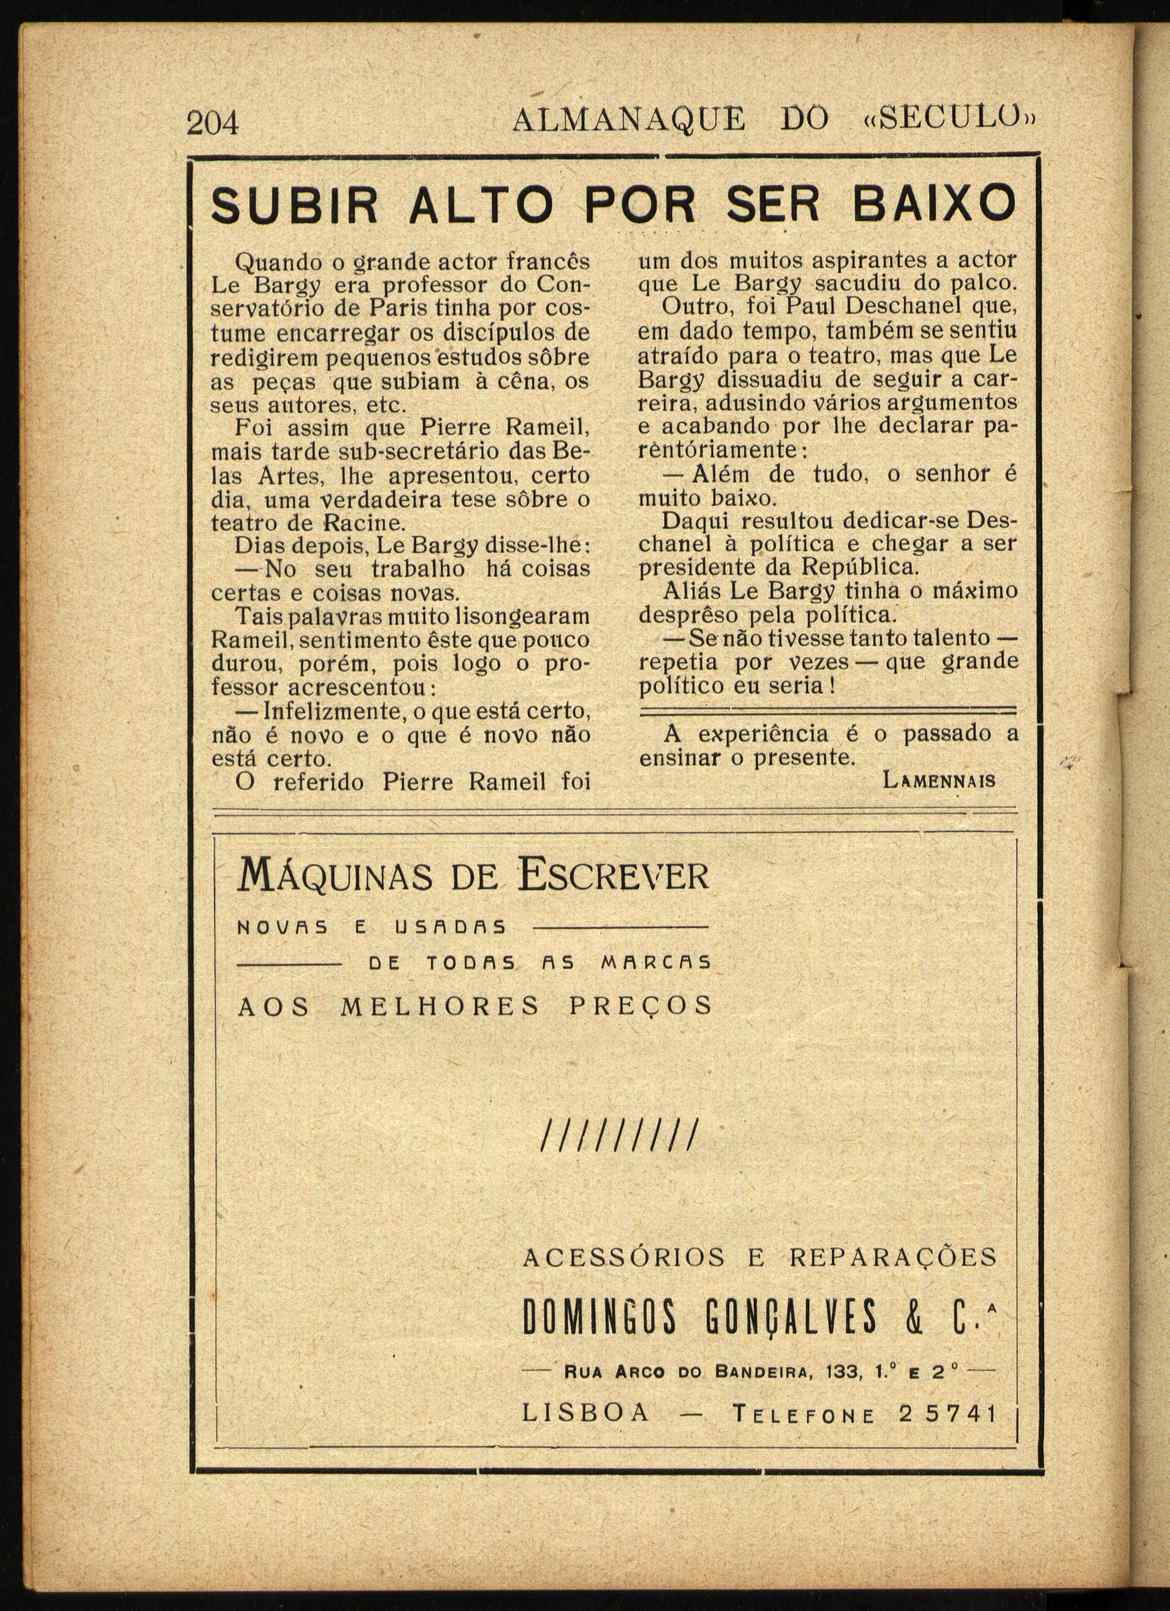 204 ALMANAQUE DO «SECULO»
SUBIR ALTO POR SER BAIXO
Quando o grande actor francês
Le Bargy era professor do Con-
servatório de Paris tinha por cos-
tume encarregar os discípulos de
redigirem pequenos estudos sôbre
as peças que subiam à cêna, os
seus autores, etc.
Foi assim que Pierre Rameil,
mais tarde sub-secretário das Be-
las Artes, lhe apresentou, certo
dia, uma verdadeira tese sôbre o
teatro de Racine.
Dias depois, Le Bargy disse-lhe:
— No seu trabalho há coisas
certas e coisas novas.
Tais palavras muito lisongearam
Rameil, sentimento êste que pouco
durou, porém, pois logo o pro-
fessor acrescentou:
— Infelizmente, o que está certo,
não é novo e o que é novo não
está certo.
O referido Pierre Rameil foi
um dos muitos aspirantes a actor
que Le Bargy sacudiu do palco.
Outro, foi Paul Deschanel que,
em dado tempo, também se sentiu
atraído para o teatro, mas que Le
Bargy dissuadiu de seguir a car-
reira, adusindo vários argumentos
e acabando por lhe declarar pe-
rentóriamente:
— Além de tudo, o senhor é
muito baixo.
Daqui resultou dedicar-se Des-
chanel à política e chegar a ser
presidente da República.
Aliás Le Bargy tinha o máximo
desprêso pela política.
— Se não tivesse tanto talento —
repetia por vezes — que grande
político eu seria!
A experiência é o passado a
ensinar o presente.
LAMENNAIS
MÁQUINAS DE ESCREVER
NOVAS E USADAS
DE TODAS AS MARCAS
AOS MELHORES PREÇOS
/////////
ACESSÓRIOS E REPARAÇÕES
DOMINGOS GONÇALVES & C.ª
— RUA ARCO DO BANDEIRA, 133, 1.º E 2º —
LISBOA — TELEFONE 25741